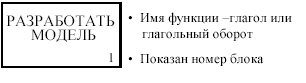 РАЗРАБОТАТЬ
МОДЕЛЬ
1
• Имя функции –глагол или
глагольный оборот
• Показан номер блока